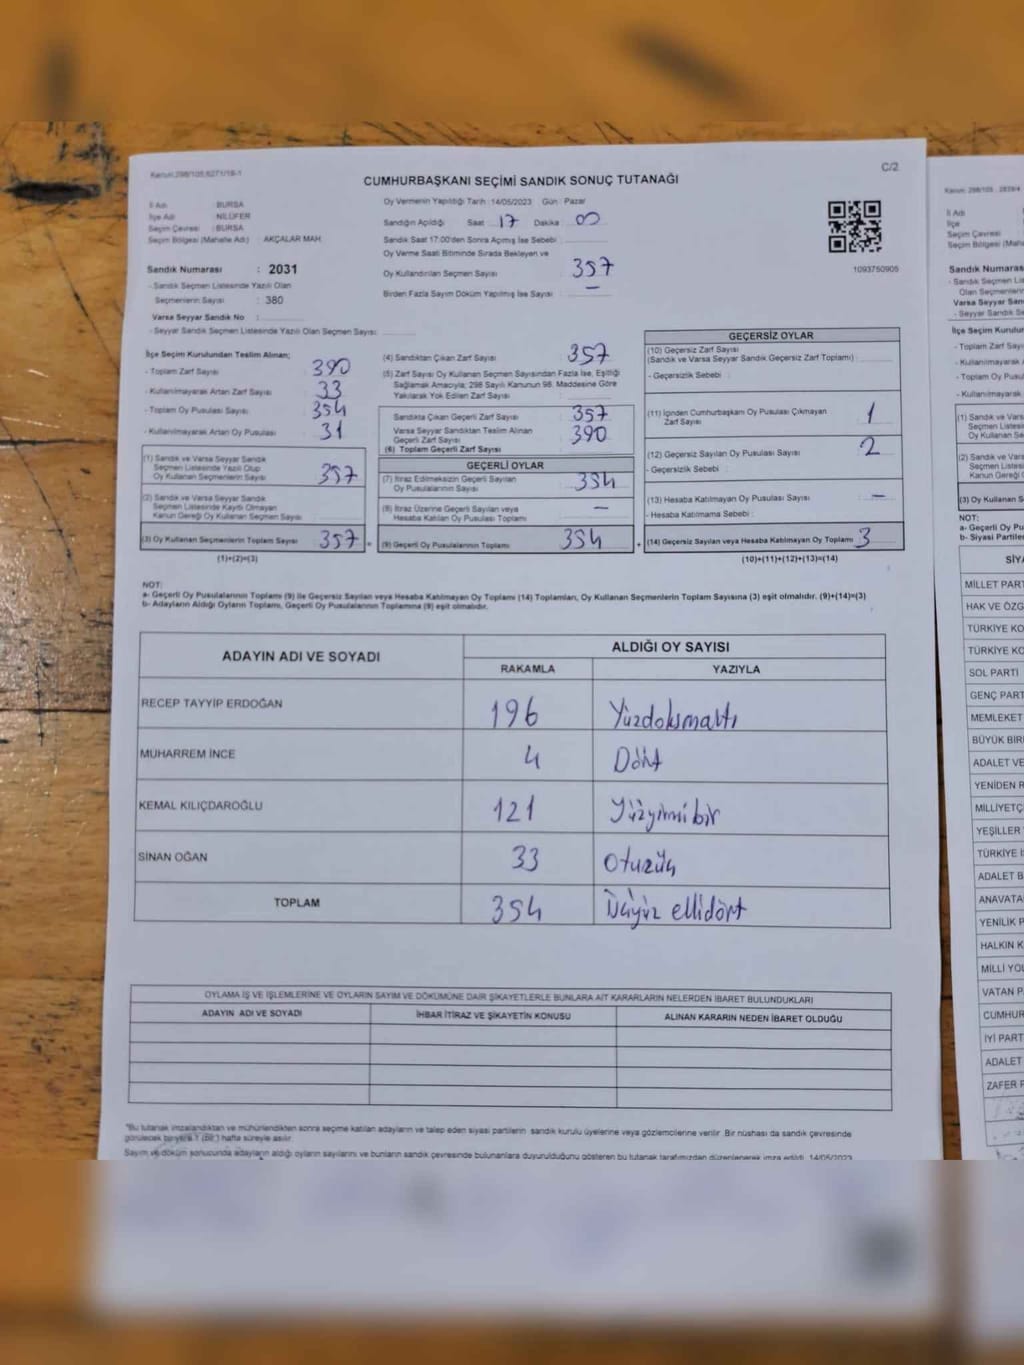 Kanun:298/105,6271/18-1
C/2
CUMHURBAŞKANI SEÇİMİ SANDIK SONUÇ TUTANAĞI
İl Adı : BURSA
İlçe Adı : NİLÜFER
Seçim Çevresi : BURSA
Seçim Bölgesi (Mahalle Adı) : AKÇALAR MAH.
Sandık Numarası : 2031
- Sandık Seçmen Listesinde Yazılı Olan
Seçmenlerin Sayısı : 380
Varsa Seyyar Sandık No :
- Seyyar Sandık Seçmen Listesinde Yazılı Olan Seçmen Sayısı:
Oy Vermenin Yapıldığı Tarih :14/05/2023 Gün : Pazar
Sandığın Açıldığı Saat : 17 Dakika : 00
Sandık Saat 17:00'den Sonra Açımış İse Sebebi :
Oy Verme Saati Bitiminde Sırada Bekleyen ve
Oy Kullandırılan Seçmen Sayısı : 357
Birden Fazla Sayım Döküm Yapılmış İse Sayısı : –
1093750905
İlçe Seçim Kurulundan Teslim Alınan;
- Toplam Zarf Sayısı : 390
- Kullanılmayarak Artan Zarf Sayısı : 33
- Toplam Oy Pusulası Sayısı : 354
- Kullanılmayarak Artan Oy Pusulası : 31
(1) Sandık ve Varsa Seyyar Sandık
Seçmen Listesinde Yazılı Olup
Oy Kullanan Seçmenlerin Sayısı : 357
(2) Sandık ve Varsa Seyyar Sandık
Seçmen Listesinde Kayıtlı Olmayan
Kanun Gereği Oy Kullanan Seçmen Sayısı :
(3) Oy Kullanan Seçmenlerin Toplam Sayısı : 357
(1)+(2)=(3)
(4) Sandıktan Çıkan Zarf Sayısı : 357
(5) Zarf Sayısı Oy Kullanan Seçmen Sayısından Fazla İse, Eşitliği
Sağlamak Amacıyla; 298 Sayılı Kanunun 98. Maddesine Göre
Yakılarak Yok Edilen Zarf Sayısı :
Sandıkta Çıkan Geçerli Zarf Sayısı : 357
Varsa Seyyar Sandıktan Teslim Alınan
Geçerli Zarf Sayısı : 390
(6) Toplam Geçerli Zarf Sayısı :
GEÇERLİ OYLAR
(7) İtiraz Edilmeksizin Geçerli Sayılan
Oy Pusulalarının Sayısı : 354
(8) İtiraz Üzerine Geçerli Sayılan veya
Hesaba Katılan Oy Pusulası Toplamı : –
(9) Geçerli Oy Pusulalarının Toplamı : 354
GEÇERSİZ OYLAR
(10) Geçersiz Zarf Sayısı
(Sandık ve Varsa Seyyar Sandık Geçersiz Zarf Toplamı) :
- Geçersizlik Sebebi :
(11) İçinden Cumhurbaşkanı Oy Pusulası Çıkmayan
Zarf Sayısı : 1
(12) Geçersiz Sayılan Oy Pusulası Sayısı : 2
- Geçersizlik Sebebi :
(13) Hesaba Katılmayan Oy Pusulası Sayısı : –
- Hesaba Katılmama Sebebi :
(14) Geçersiz Sayılan veya Hesaba Katılmayan Oy Toplamı : 3
(10)+(11)+(12)+(13)=(14)
NOT:
a- Geçerli Oy Pusulalarının Toplamı (9) ile Geçersiz Sayılan veya Hesaba Katılmayan Oy Toplamı (14) Toplamları, Oy Kullanan Seçmenlerin Toplam Sayısına (3) eşit olmalıdır. (9)+(14)=(3)
b- Adayların Aldığı Oyların Toplamı, Geçerli Oy Pusulalarının Toplamına (9) eşit olmalıdır.
ADAYIN ADI VE SOYADI
ALDIĞI OY SAYISI
RAKAMLA YAZIYLA
RECEP TAYYİP ERDOĞAN 196 Yüzdoksanaltı
MUHARREM İNCE 4 Dört
KEMAL KILIÇDAROĞLU 121 Yüzyirmibir
SİNAN OĞAN 33 Otuzüç
TOPLAM 354 Üçyüz ellidört
OYLAMA İŞ VE İŞLEMLERİNE VE OYLARIN SAYIM VE DÖKÜMÜNE DAİR ŞİKAYETLERLE BUNLARA AİT KARARLARIN NELERDEN İBARET BULUNDUKLARI
ADAYIN ADI VE SOYADI İHBAR İTİRAZ VE ŞİKAYETİN KONUSU ALINAN KARARIN NEDEN İBARET OLDUĞU
*Bu tutanak imzalandıktan ve mühürlendikten sonra seçime katılan adayların ve talep eden siyasi partilerin sandık kurulu üyelerine veya gözlemcilerine verilir. Bir nüshası da sandık çevresinde
görülecek bir yere 1 (bir) hafta süreyle asılır.
Sayım ve döküm sonucunda adayların aldığı oyların sayılarını ve bunların sandık çevresinde bulunanlara duyurulduğunu gösteren bu tutanak tarafımızdan düzenlenerek imza edildi. 14/05/2023
İl Adı
İlçe
Seçim Çevresi
Seçim Bölgesi (Mahalle
Sandık Numarası
- Sandık Seçmen Lis
Olan Seçmenlerin
Varsa Seyyar Sandık
- Seyyar Sandık Se
İlçe Seçim Kurulun
- Toplam Zarf Sayı
- Kullanılmayara
- Toplam Oy Pusu
- Kullanılmayarak
(1) Sandık ve Vars
Seçmen Listes
Oy Kullanan Se
(2) Sandık ve
Seçmen Listes
Kanun Gereği O
(3) Oy Kullanan S
NOT:
a- Geçerli Oy Pusu
b- Siyasi Partile
SİYA
MİLLET PART
HAK VE ÖZG
TÜRKİYE KO
TÜRKİYE KO
SOL PARTİ
GENÇ PART
MEMLEKET
BÜYÜK BİR
ADALET VE
YENİDEN R
MİLLİYETÇ
YEŞİLLER
TÜRKİYE İ
ADALET B
ANAVATA
YENİLİK P
HALKIN K
MİLLİ YOL
VATAN P
CUMHUR
İYİ PART
ADALET
ZAFER P